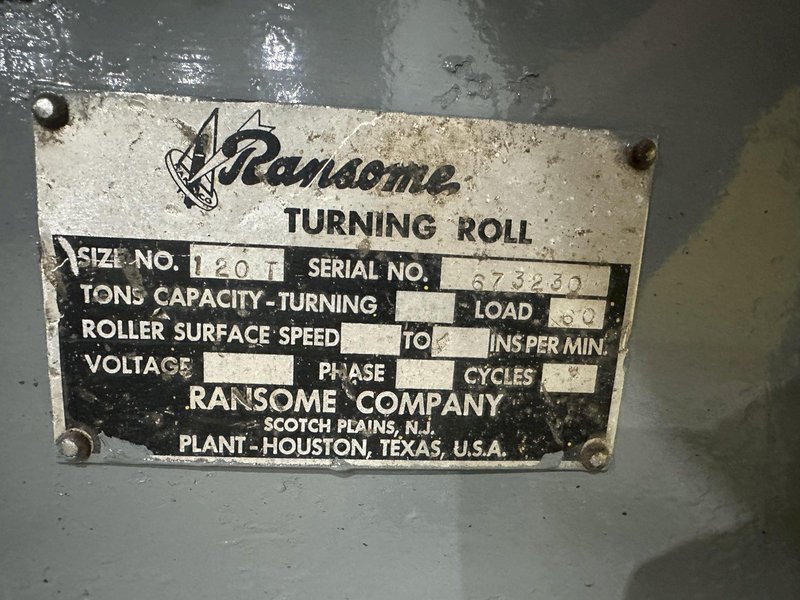 Ransome
TURNING ROLL
SIZE NO. 120 T SERIAL NO. 673230
TONS CAPACITY-TURNING LOAD 60
ROLLER SURFACE SPEED TO INS PER MIN.
VOLTAGE PHASE CYCLES
RANSOME COMPANY
SCOTCH PLAINS, N.J.
PLANT-HOUSTON, TEXAS, U.S.A.